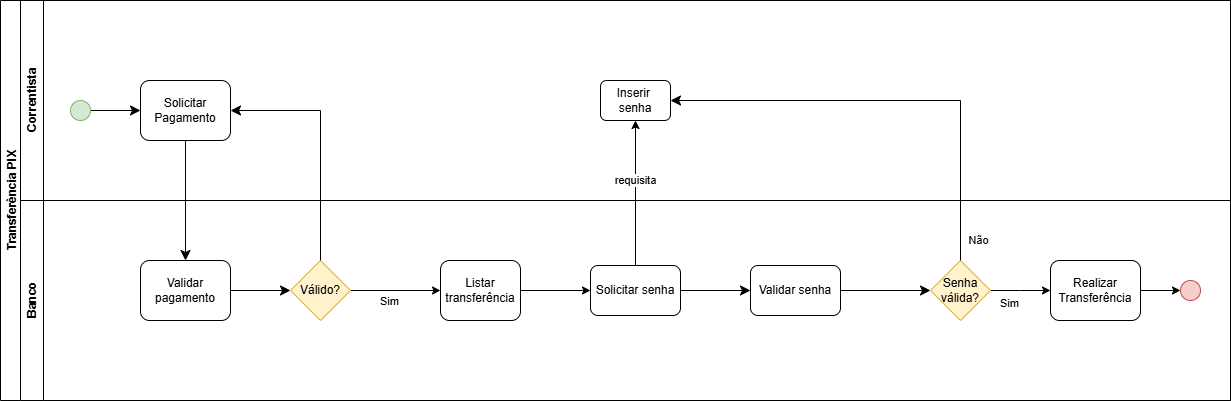 Transferência PIX
Correntista
Solicitar
Pagamento
Inserir
senha
requisita
Banco
Validar
pagamento
Válido?
Sim
Listar
transferência
Solicitar senha
Validar senha
Não
Senha
válida?
Sim
Realizar
Transferência